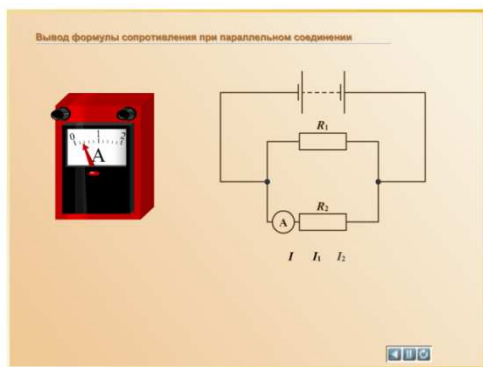 Вывод формулы сопротивления при параллельном соединении
0 1 2
A
R₁
R₂
A
I I₁ I₂